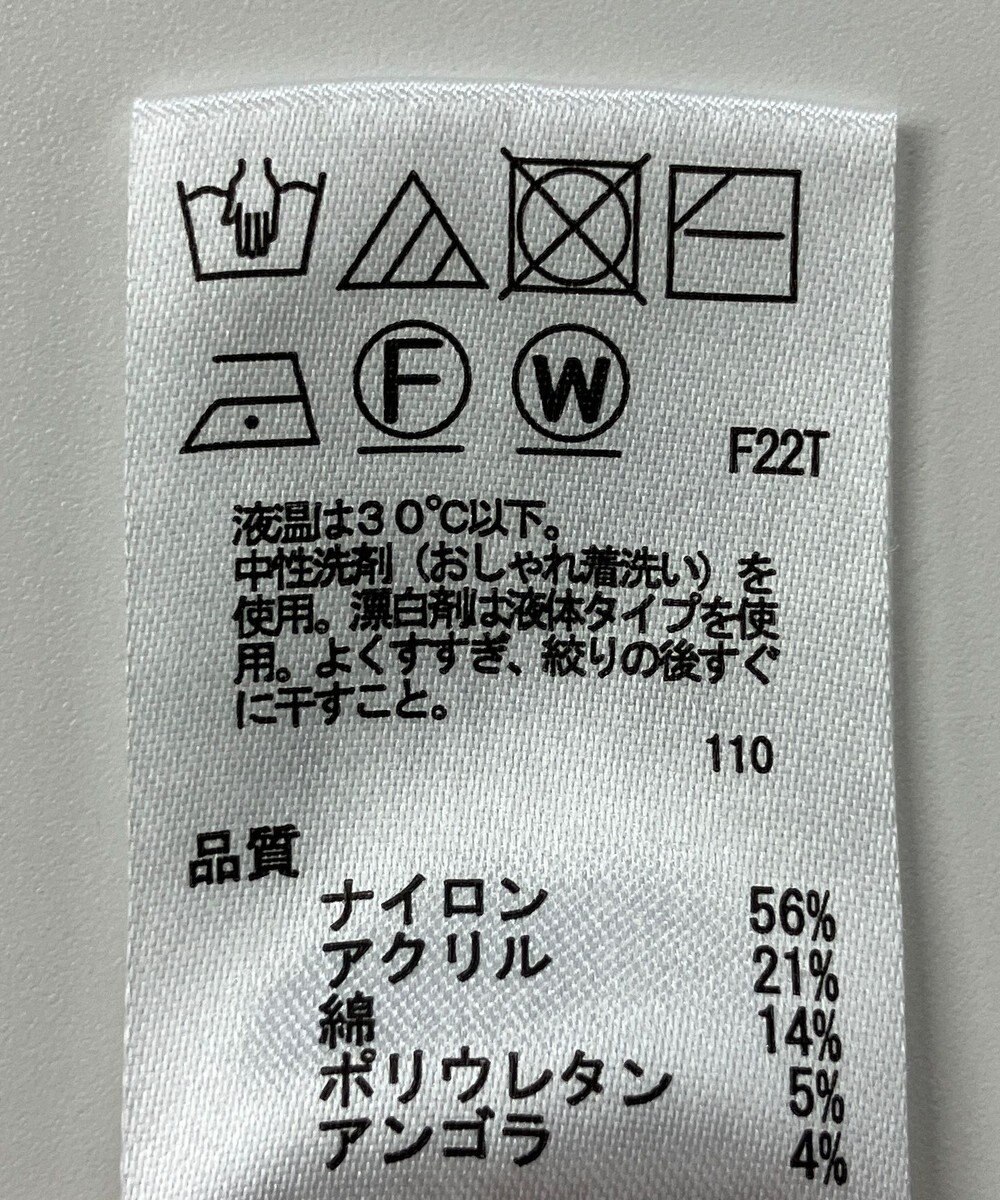 F
W
F22T
液温は30℃以下。
中性洗剤（おしゃれ着洗い）を
使用。漂白剤は液体タイプを使
用。よくすすぎ、絞りの後すぐ
に干すこと。
110
品質
ナイロン 56%
アクリル 21%
綿 14%
ポリウレタン 5%
アンゴラ 4%